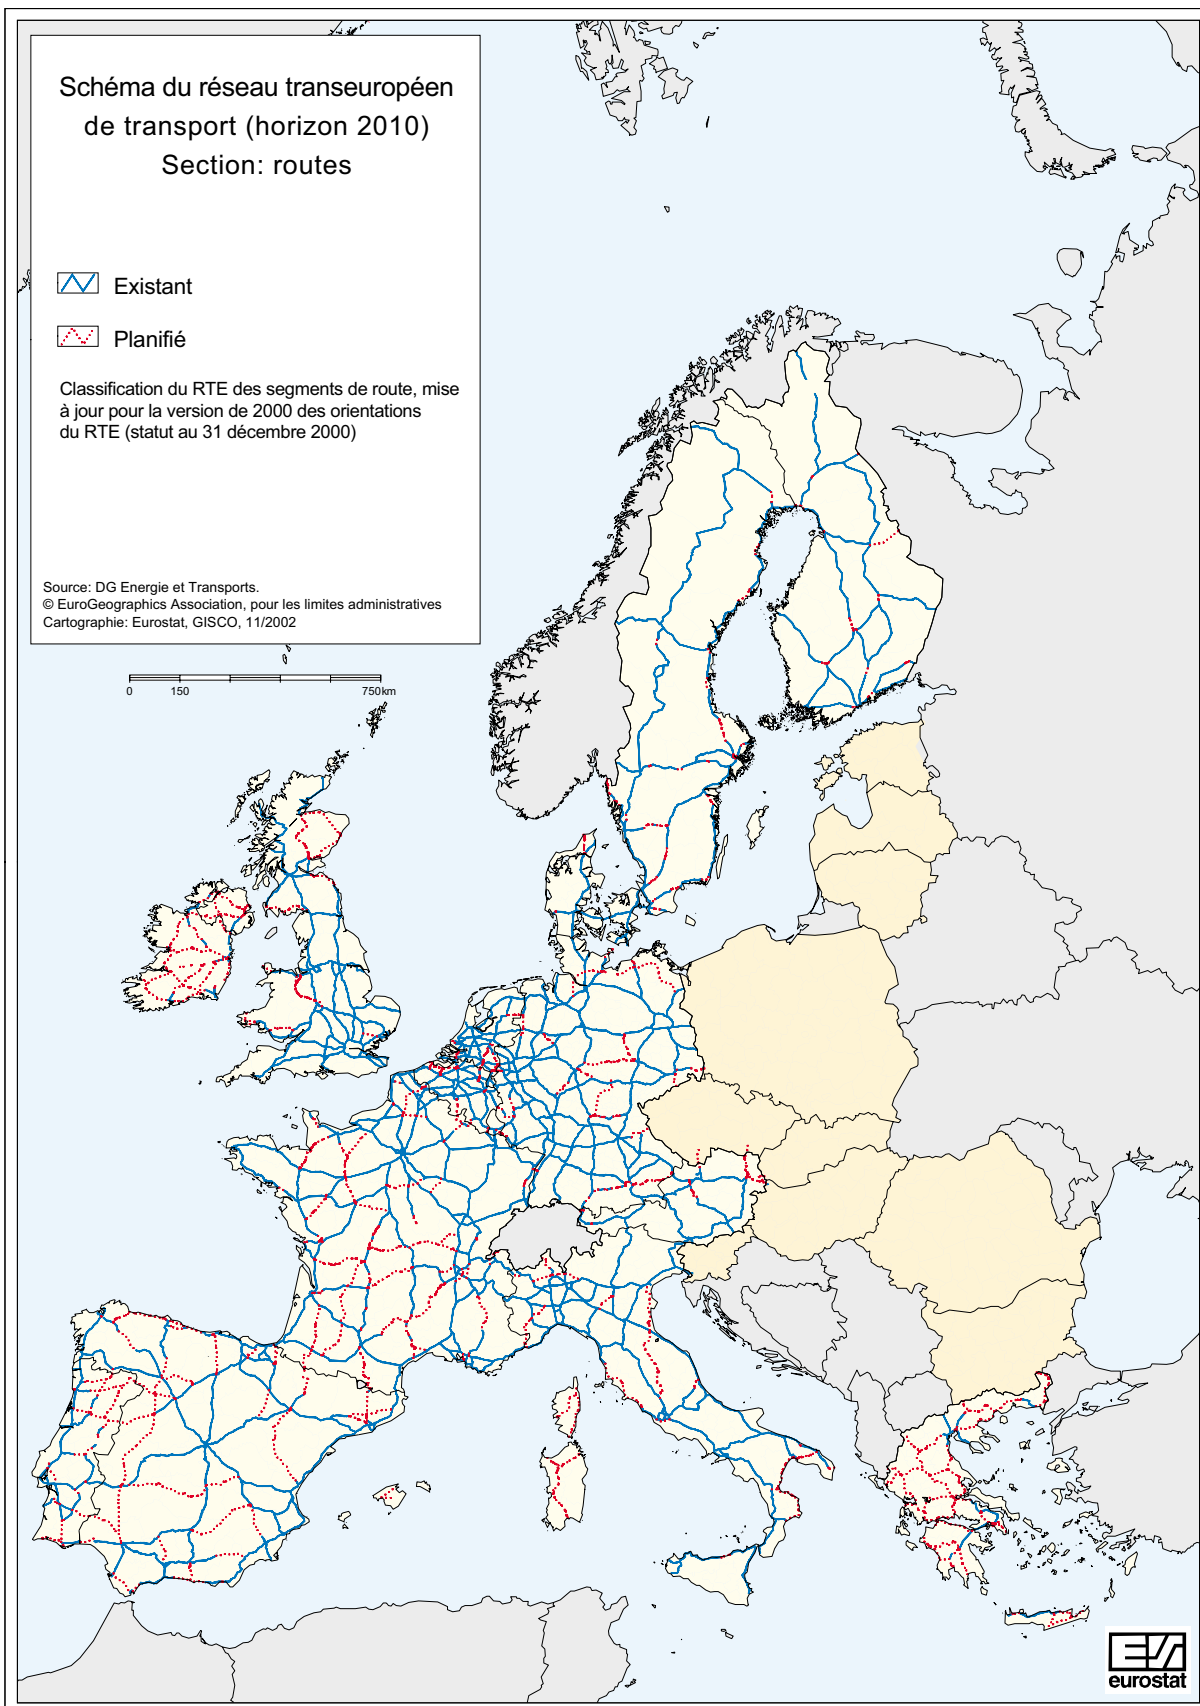 Schéma du réseau transeuropéen
de transport (horizon 2010)
Section: routes
Existant
Planifié
Classification du RTE des segments de route, mise
à jour pour la version de 2000 des orientations
du RTE (statut au 31 décembre 2000)
Source: DG Energie et Transports.
© EuroGeographics Association, pour les limites administratives
Cartographie: Eurostat, GISCO, 11/2002
0 150 750km
eurostat